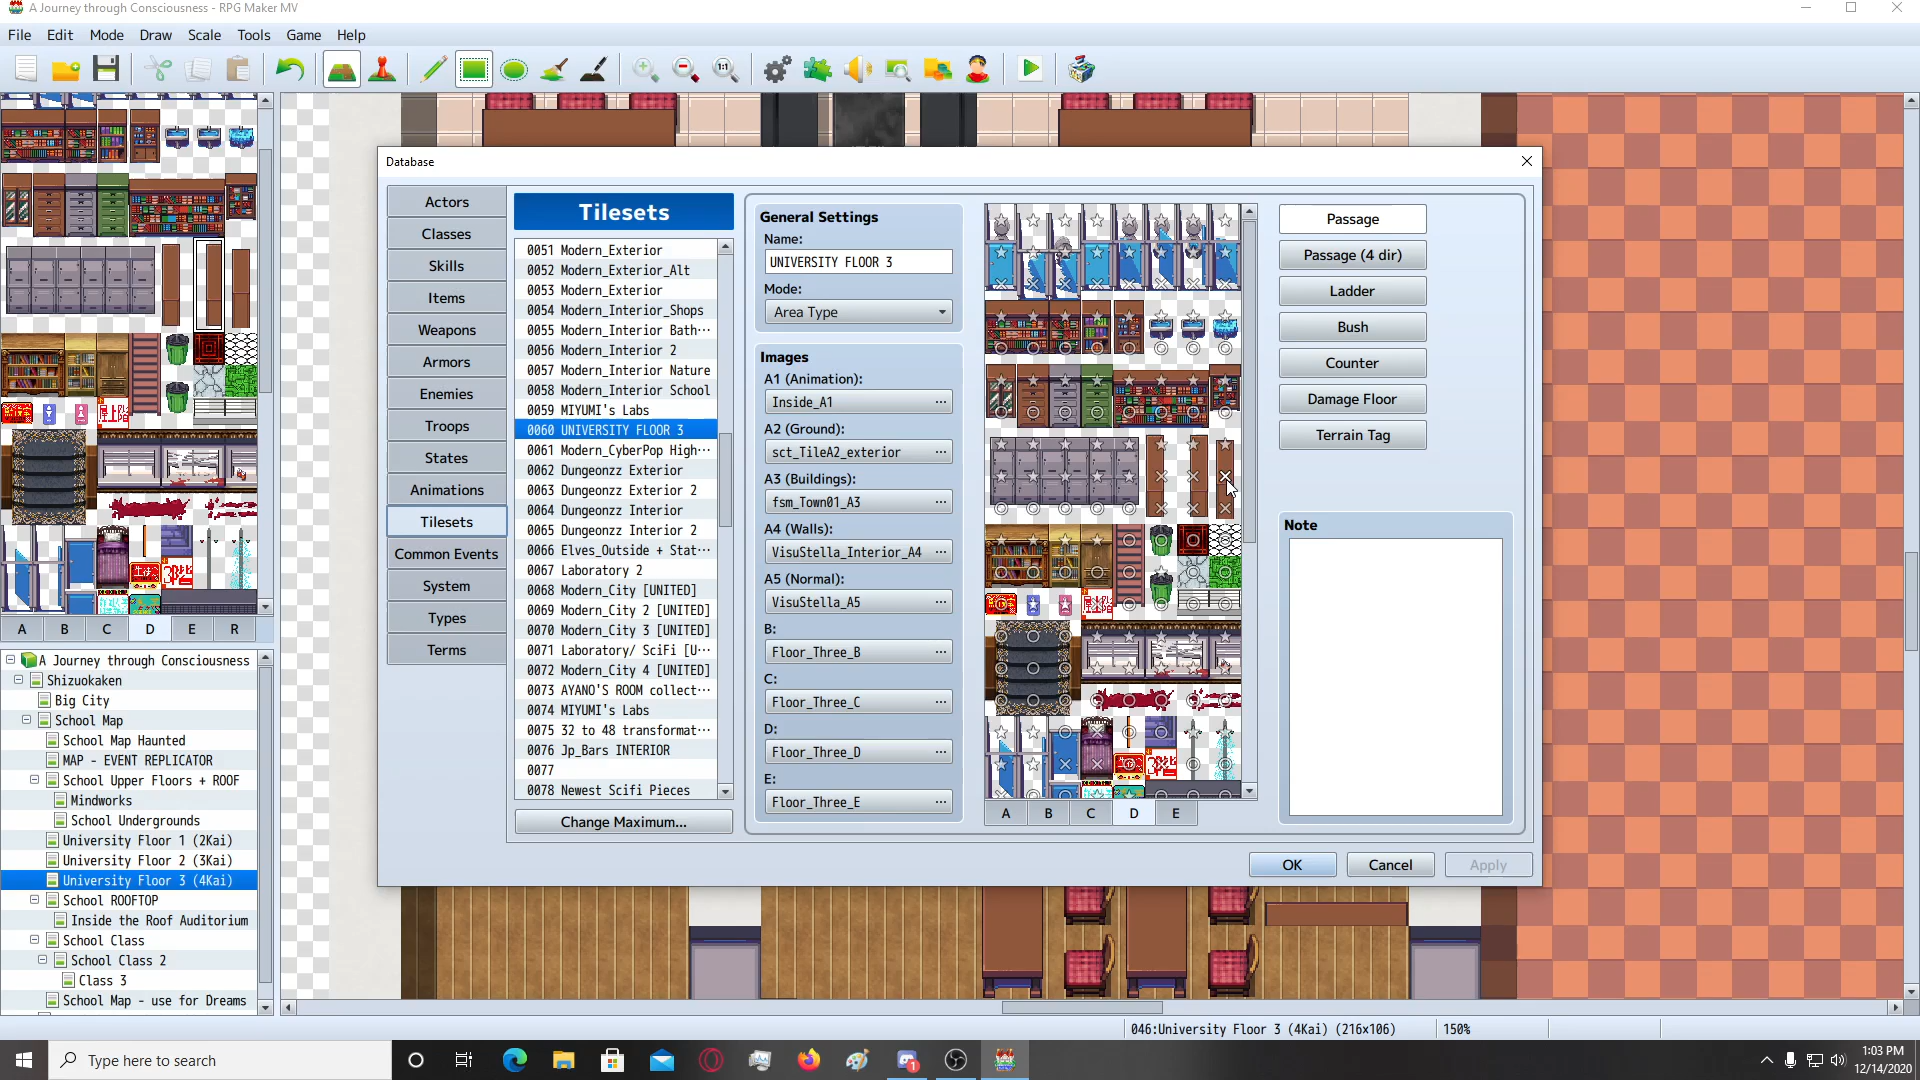 A Journey through Consciousness - RPG Maker MV
File Edit Mode Draw Scale Tools Game Help
1:1
Database
Actors
Classes
Skills
Items
Weapons
Armors
Enemies
Troops
States
Animations
Tilesets
Common Events
System
Types
Terms
Tilesets
0051 Modern_Exterior
0052 Modern_Exterior_Alt
0053 Modern_Exterior
0054 Modern_Interior_Shops
0055 Modern_Interior Bath···
0056 Modern_Interior 2
0057 Modern_Interior Nature
0058 Modern_Interior School
0059 MIYUMI's Labs
0060 UNIVERSITY FLOOR 3
0061 Modern_CyberPop High···
0062 Dungeonzz Exterior
0063 Dungeonzz Exterior 2
0064 Dungeonzz Interior
0065 Dungeonzz Interior 2
0066 Elves_Outside + Stat···
0067 Laboratory 2
0068 Modern_City [UNITED]
0069 Modern_City 2 [UNITED]
0070 Modern_City 3 [UNITED]
0071 Laboratory/ SciFi [U···
0072 Modern_City 4 [UNITED]
0073 AYANO'S ROOM collect···
0074 MIYUMI's Labs
0075 32 to 48 transformat···
0076 Jp_Bars INTERIOR
0077
0078 Newest Scifi Pieces
Change Maximum...
General Settings
Name:
UNIVERSITY FLOOR 3
Mode:
Area Type
Images
A1 (Animation):
Inside_A1 ···
A2 (Ground):
sct_TileA2_exterior ···
A3 (Buildings):
fsm_Town01_A3 ···
A4 (Walls):
VisuStella_Interior_A4 ···
A5 (Normal):
VisuStella_A5 ···
B:
Floor_Three_B ···
C:
Floor_Three_C ···
D:
Floor_Three_D ···
E:
Floor_Three_E ···
A B C D E
Passage
Passage (4 dir)
Ladder
Bush
Counter
Damage Floor
Terrain Tag
Note
OK Cancel Apply
A B C D E R
A Journey through Consciousness
Shizuokaken
Big City
School Map
School Map Haunted
MAP - EVENT REPLICATOR
School Upper Floors + ROOF
Mindworks
School Undergrounds
University Floor 1 (2Kai)
University Floor 2 (3Kai)
University Floor 3 (4Kai)
School ROOFTOP
Inside the Roof Auditorium
School Class
School Class 2
Class 3
School Map - use for Dreams
046:University Floor 3 (4Kai) (216x106) 150%
Type here to search
1
1:03 PM
12/14/2020